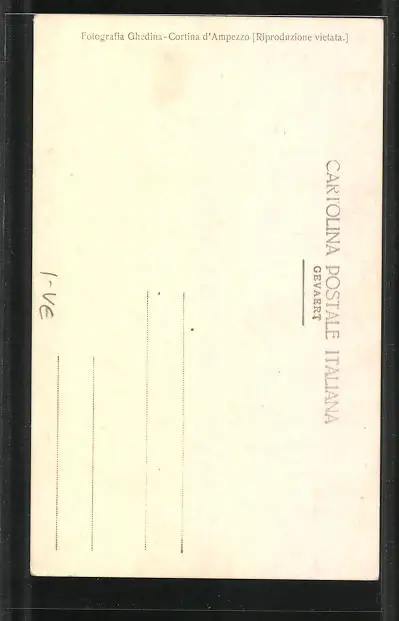 Fotografia Ghedina-Cortina d'Ampezzo [Riproduzione vietata.]
CARTOLINA POSTALE ITALIANA
GEVAERT
I-VE